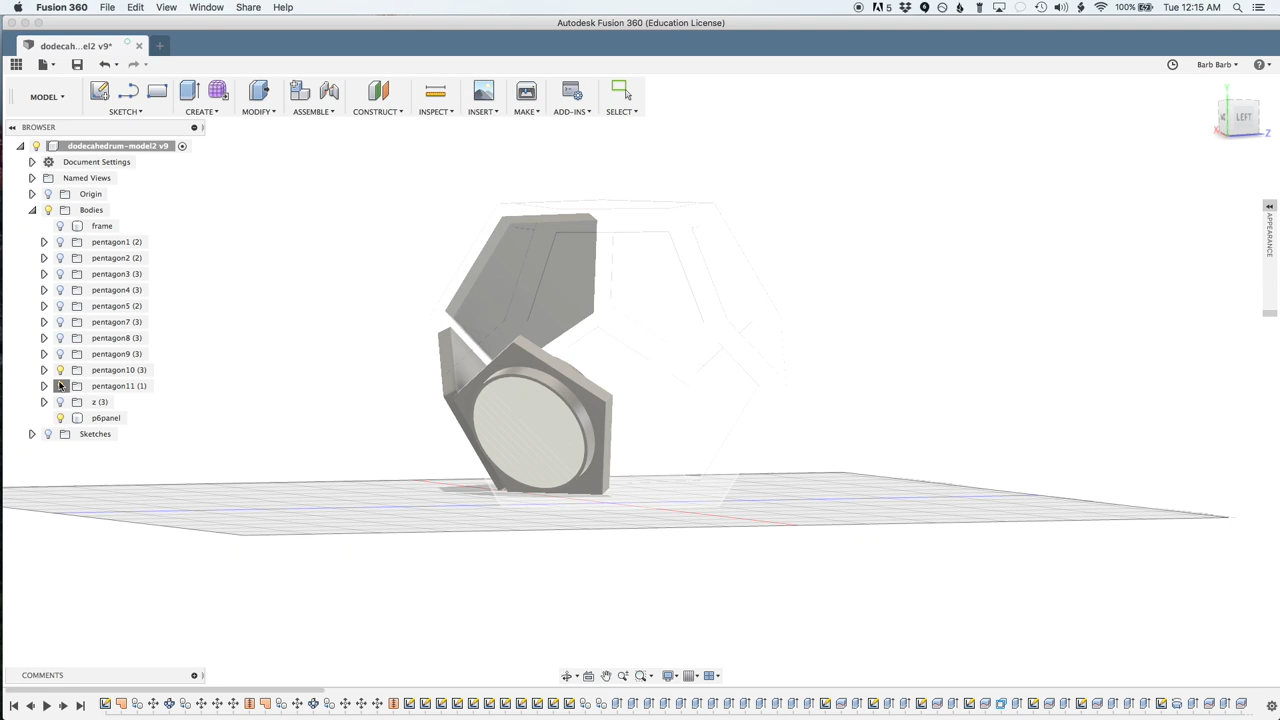 Fusion 360 File Edit View Window Share Help 5 100% Tue 12:15 AM
Autodesk Fusion 360 (Education License)
dodecah...el2 v9*
Barb Barb
MODEL SKETCH CREATE MODIFY ASSEMBLE CONSTRUCT INSPECT INSERT MAKE ADD-INS SELECT
BROWSER
dodecahedrum-model2 v9
Document Settings
Named Views
Origin
Bodies
frame
pentagon1 (2)
pentagon2 (2)
pentagon3 (3)
pentagon4 (3)
pentagon5 (2)
pentagon7 (3)
pentagon8 (3)
pentagon9 (3)
pentagon10 (3)
pentagon11 (1)
z (3)
p6panel
Sketches
Y
LEFT
X
Z
APPEARANCE
COMMENTS